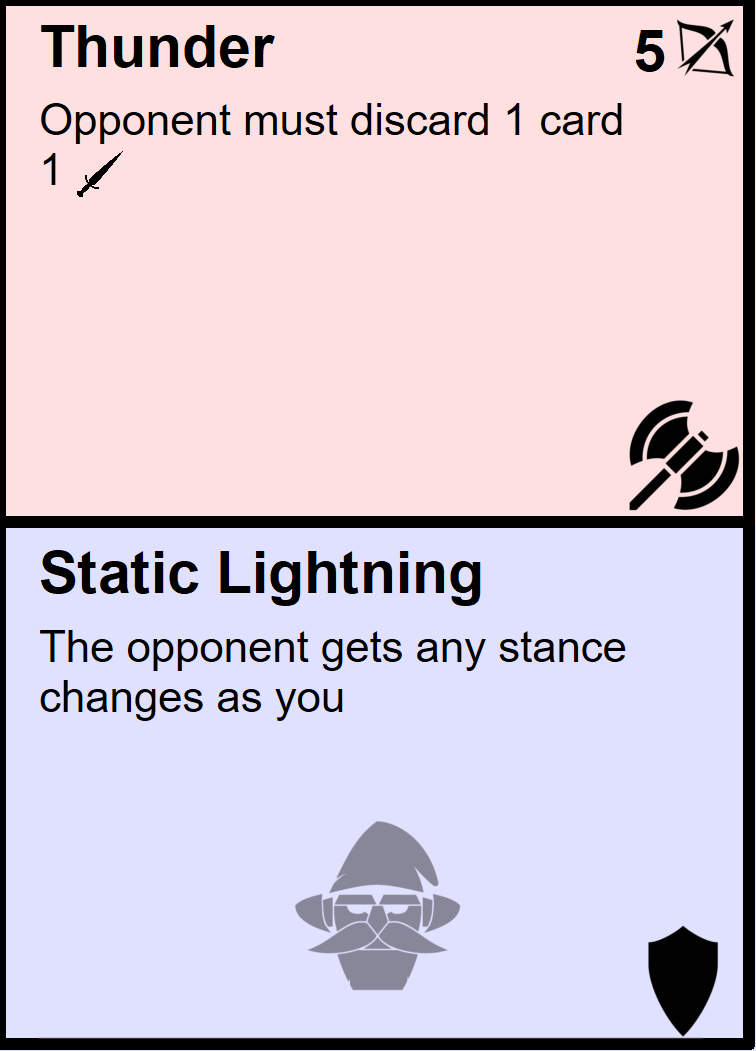 Thunder 5
Opponent must discard 1 card
1
Static Lightning
The opponent gets any stance
changes as you